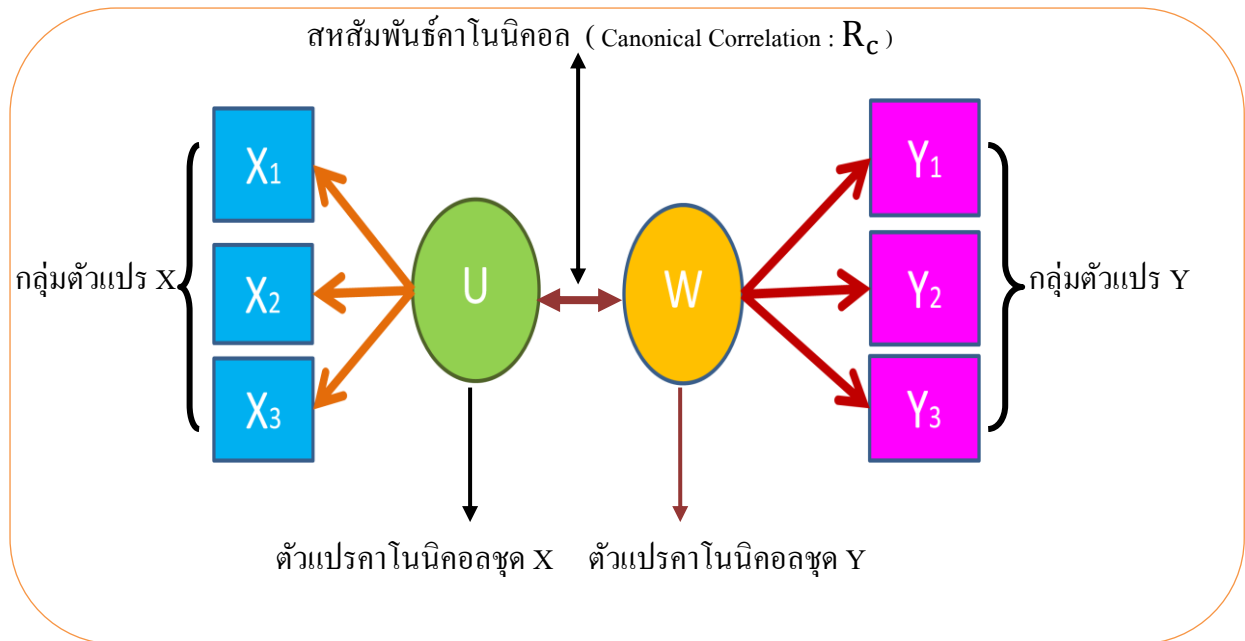 สหสัมพันธ์คาโนนิคอล ( Canonical Correlation : R_c )
X1
Y1
กลุ่มตัวแปร X
X2
U
W
Y2
กลุ่มตัวแปร Y
X3
Y3
ตัวแปรคาโนนิคอลชุด X
ตัวแปรคาโนนิคอลชุด Y